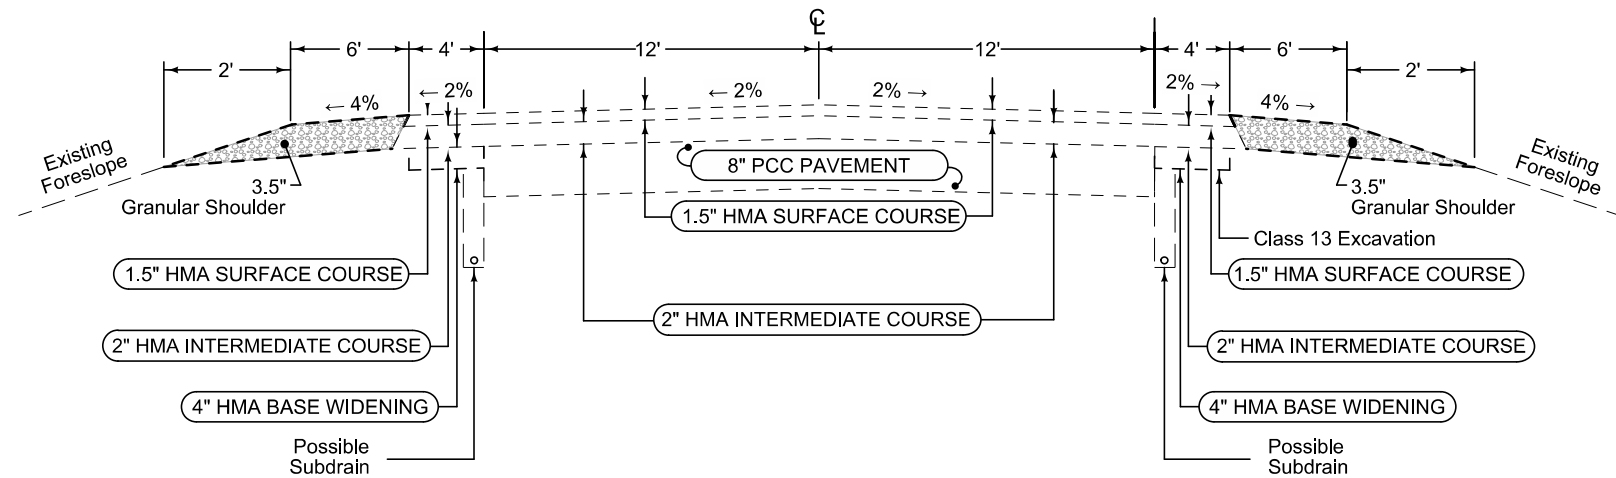 ℄
6' 4' 12' 12' 4' 6'
2' 2'
← 4% ← 2% ← 2% 2% → 2% → 4% →
Existing
Foreslope
Existing
Foreslope
8" PCC PAVEMENT
3.5"
Granular Shoulder
3.5"
Granular Shoulder
1.5" HMA SURFACE COURSE
Class 13 Excavation
1.5" HMA SURFACE COURSE
1.5" HMA SURFACE COURSE
2" HMA INTERMEDIATE COURSE
2" HMA INTERMEDIATE COURSE
2" HMA INTERMEDIATE COURSE
4" HMA BASE WIDENING
4" HMA BASE WIDENING
Possible
Subdrain
Possible
Subdrain